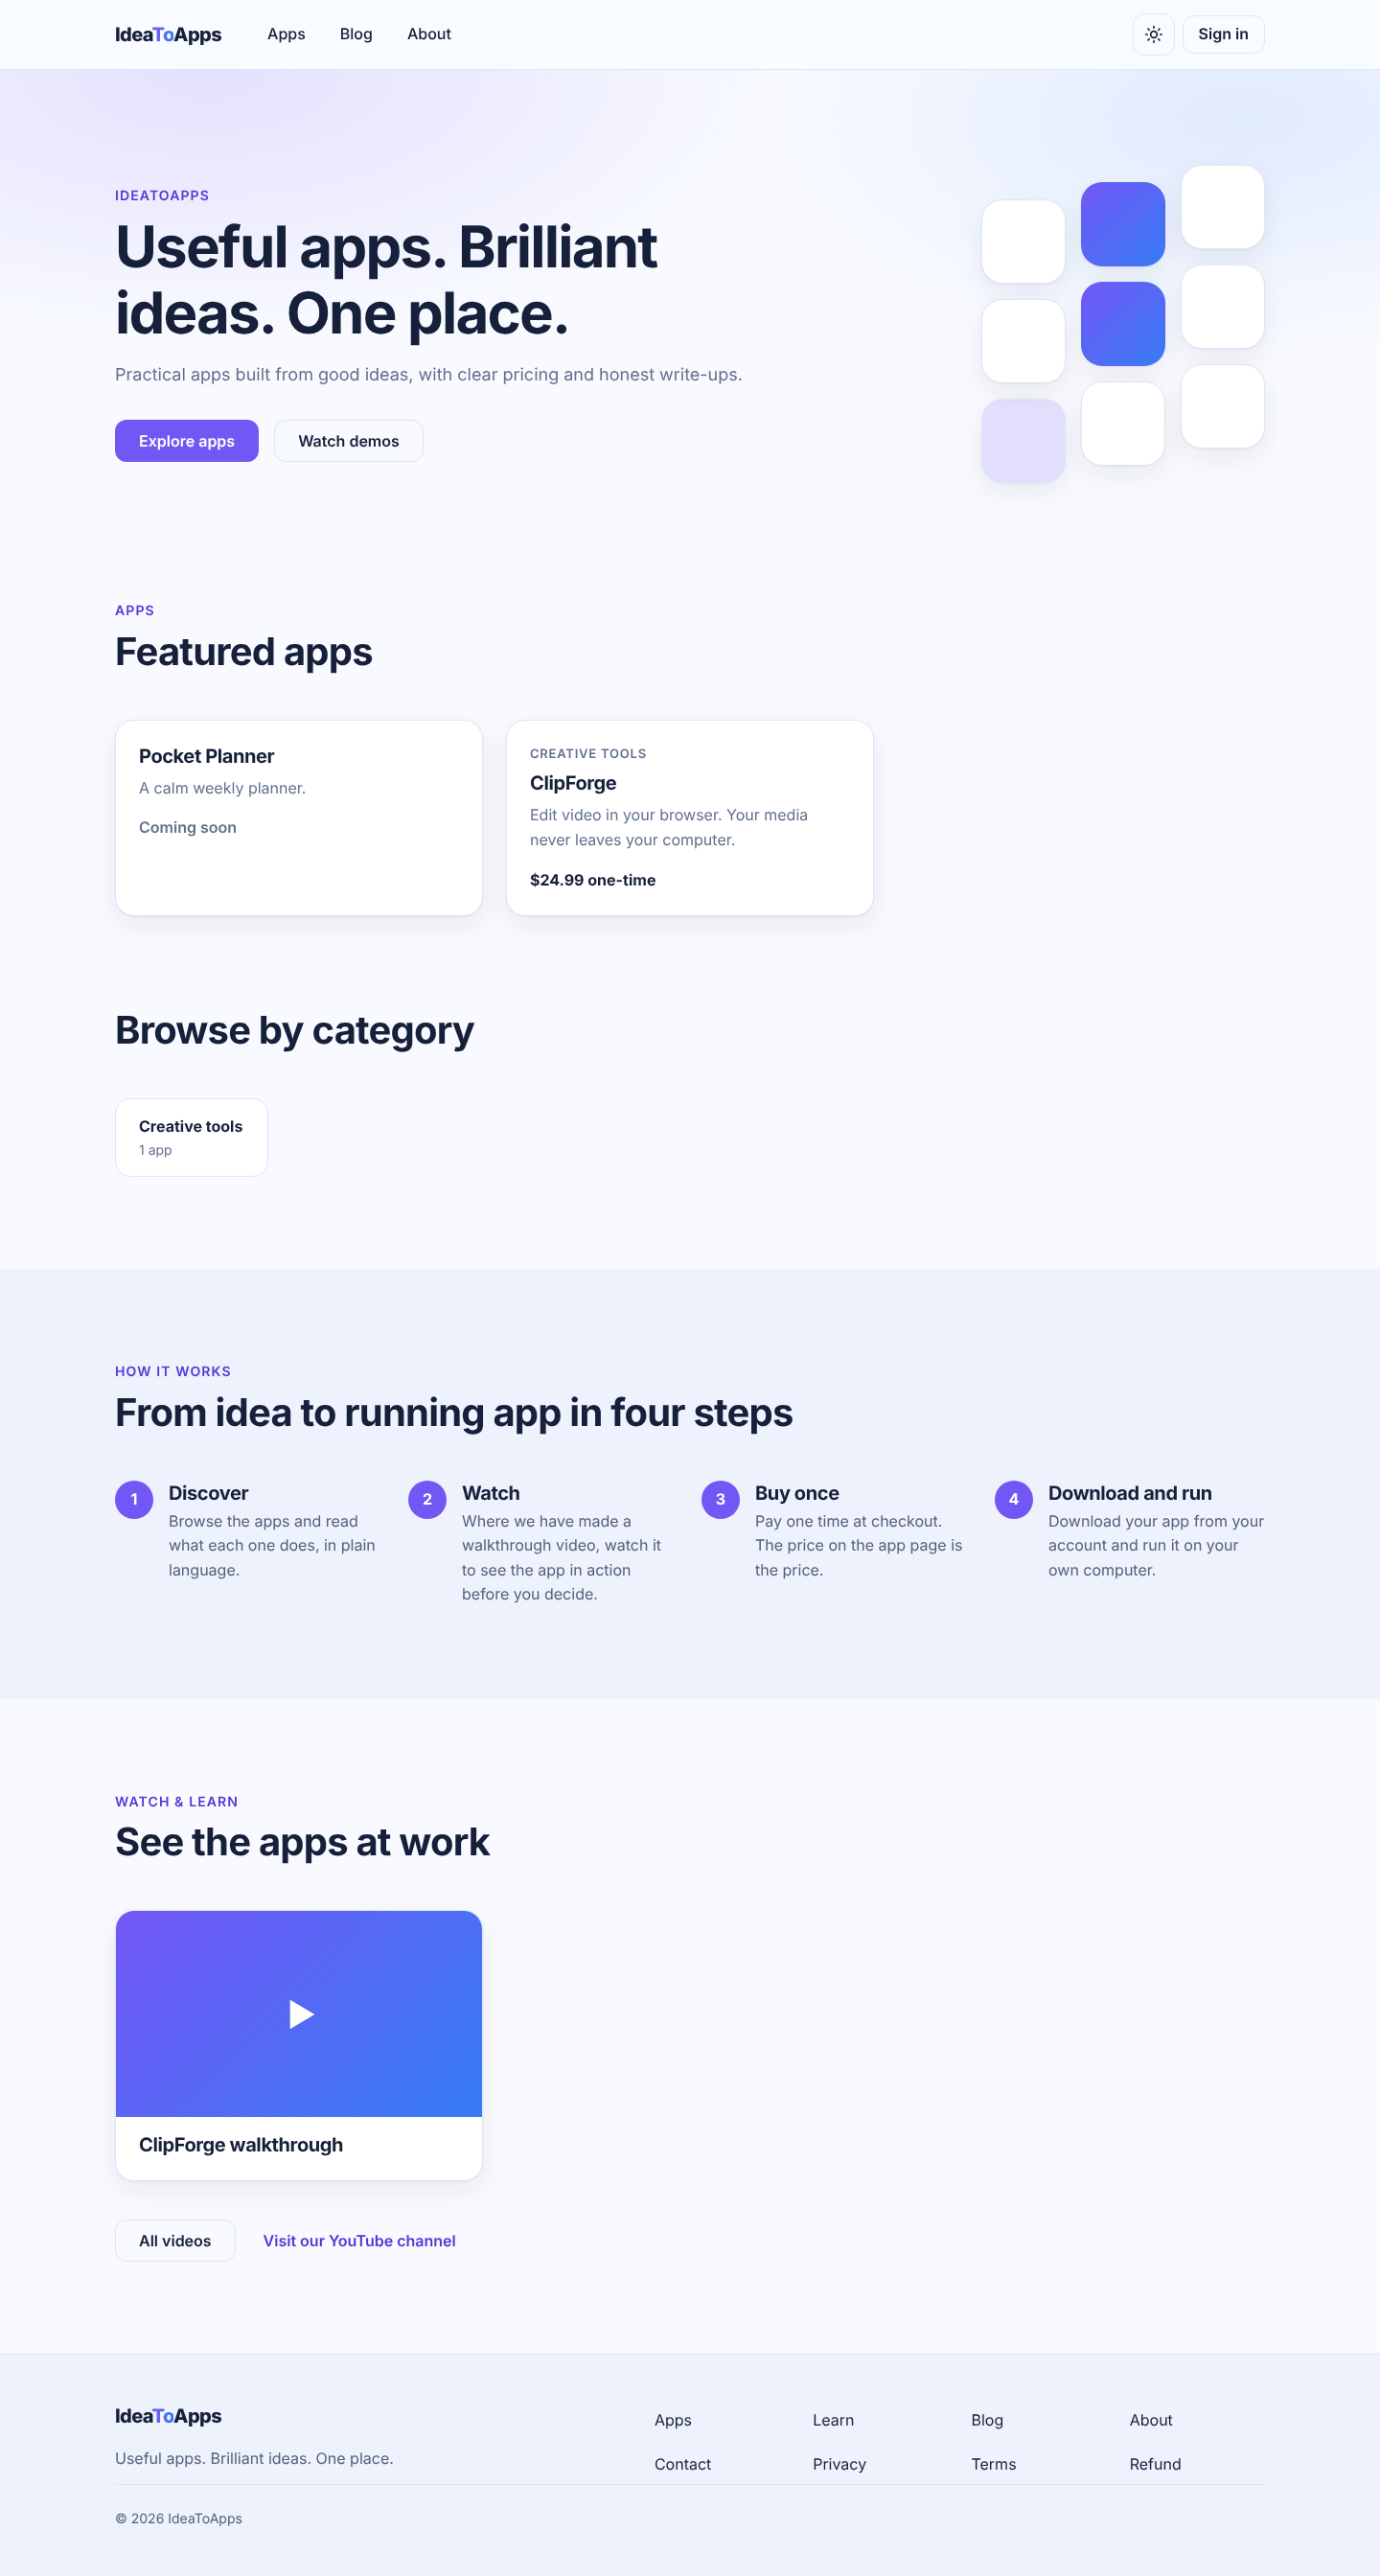 IdeaToApps
Apps
Blog
About
Sign in
IDEATOAPPS
Useful apps. Brilliant
ideas. One place.
Practical apps built from good ideas, with clear pricing and honest write-ups.
Explore apps
Watch demos
APPS
Featured apps
Pocket Planner
A calm weekly planner.
Coming soon
CREATIVE TOOLS
ClipForge
Edit video in your browser. Your media
never leaves your computer.
$24.99 one-time
Browse by category
Creative tools
1 app
HOW IT WORKS
From idea to running app in four steps
1
Discover
Browse the apps and read
what each one does, in plain
language.
2
Watch
Where we have made a
walkthrough video, watch it
to see the app in action
before you decide.
3
Buy once
Pay one time at checkout.
The price on the app page is
the price.
4
Download and run
Download your app from your
account and run it on your
own computer.
WATCH & LEARN
See the apps at work
ClipForge walkthrough
All videos
Visit our YouTube channel
IdeaToApps
Useful apps. Brilliant ideas. One place.
Apps
Learn
Blog
About
Contact
Privacy
Terms
Refund
© 2026 IdeaToApps